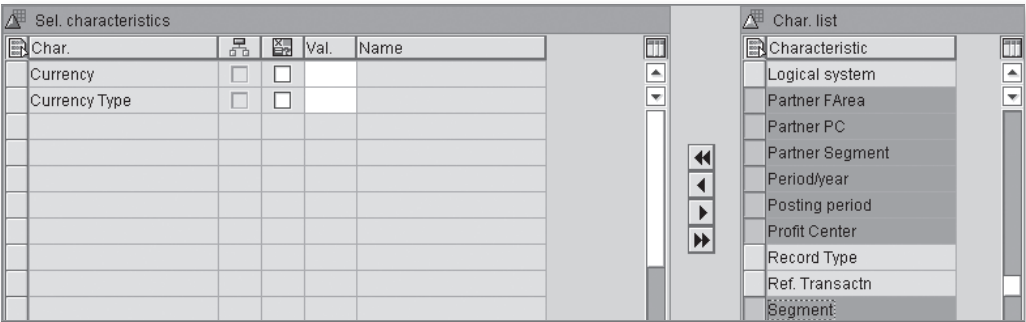 Sel. characteristics
Char. Val. Name
Currency
Currency Type
Char. list
Characteristic
Logical system
Partner FArea
Partner PC
Partner Segment
Period/year
Posting period
Profit Center
Record Type
Ref. Transactn
Segment